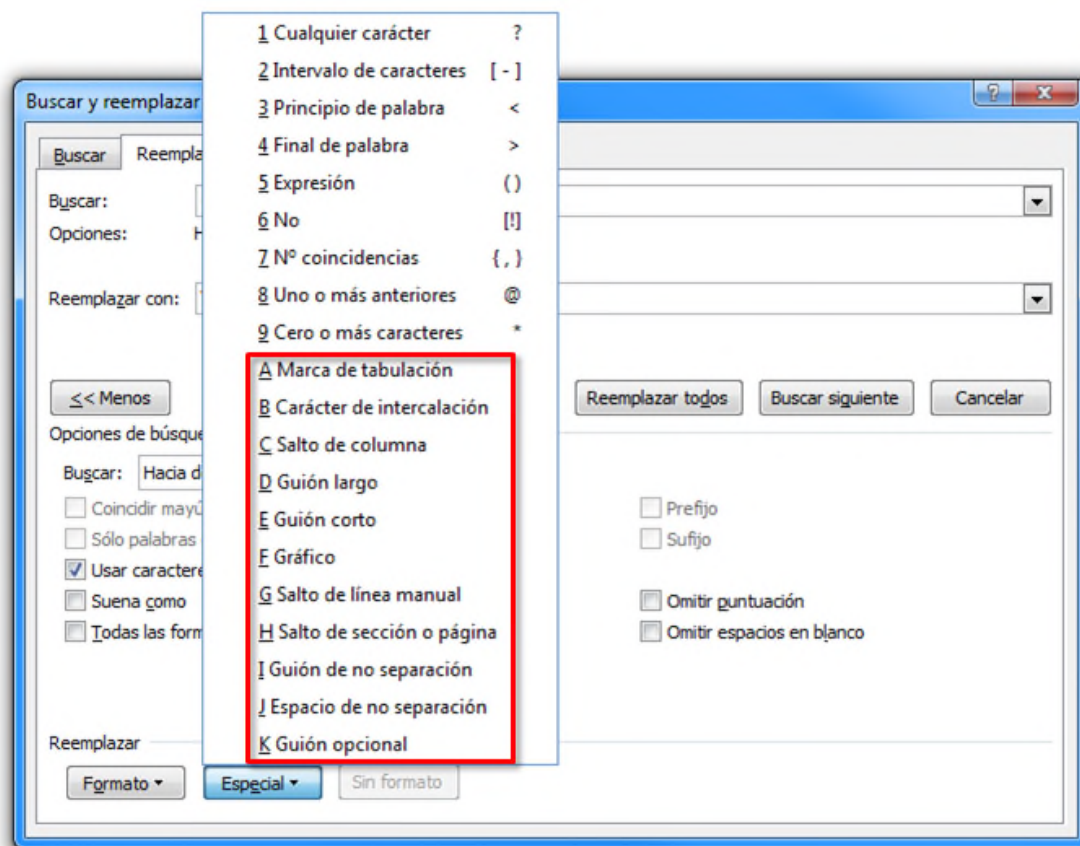 1 Cualquier carácter ?
2 Intervalo de caracteres [ - ]
3 Principio de palabra <
4 Final de palabra >
5 Expresión ( )
6 No [!]
7 Nº coincidencias { , }
8 Uno o más anteriores @
9 Cero o más caracteres *
A Marca de tabulación
B Carácter de intercalación
C Salto de columna
D Guión largo
E Guión corto
F Gráfico
G Salto de línea manual
H Salto de sección o página
I Guión de no separación
J Espacio de no separación
K Guión opcional
Buscar y reemplazar
Buscar Reempla
Buscar:
Opciones: H
Reemplazar con:
<< Menos Reemplazar todos Buscar siguiente Cancelar
Opciones de búsque
Buscar: Hacia d
Coincidir mayú Prefijo
Sólo palabras Sufijo
Usar caractere
Suena como Omitir puntuación
Todas las form Omitir espacios en blanco
Reemplazar
Formato Especial Sin formato